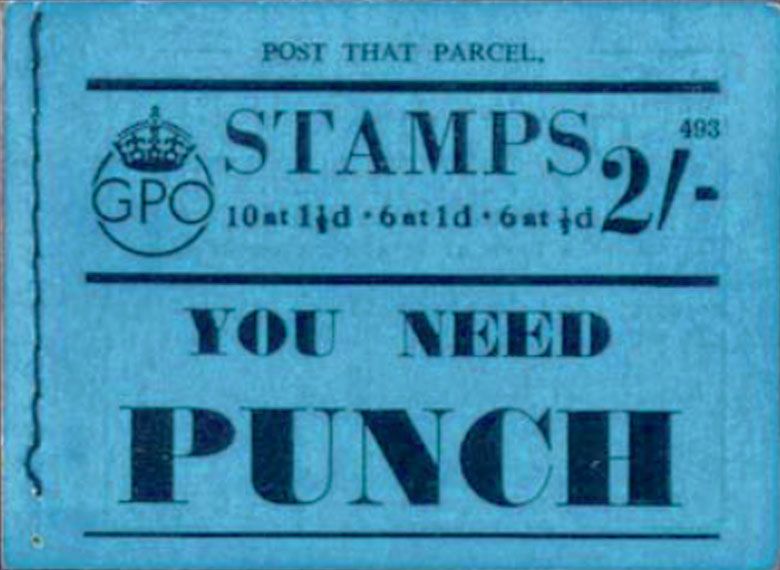 POST THAT PARCEL.
STAMPS
493
2/-
GPO
10 at 1½d · 6 at 1d · 6 at ½d
YOU NEED
PUNCH